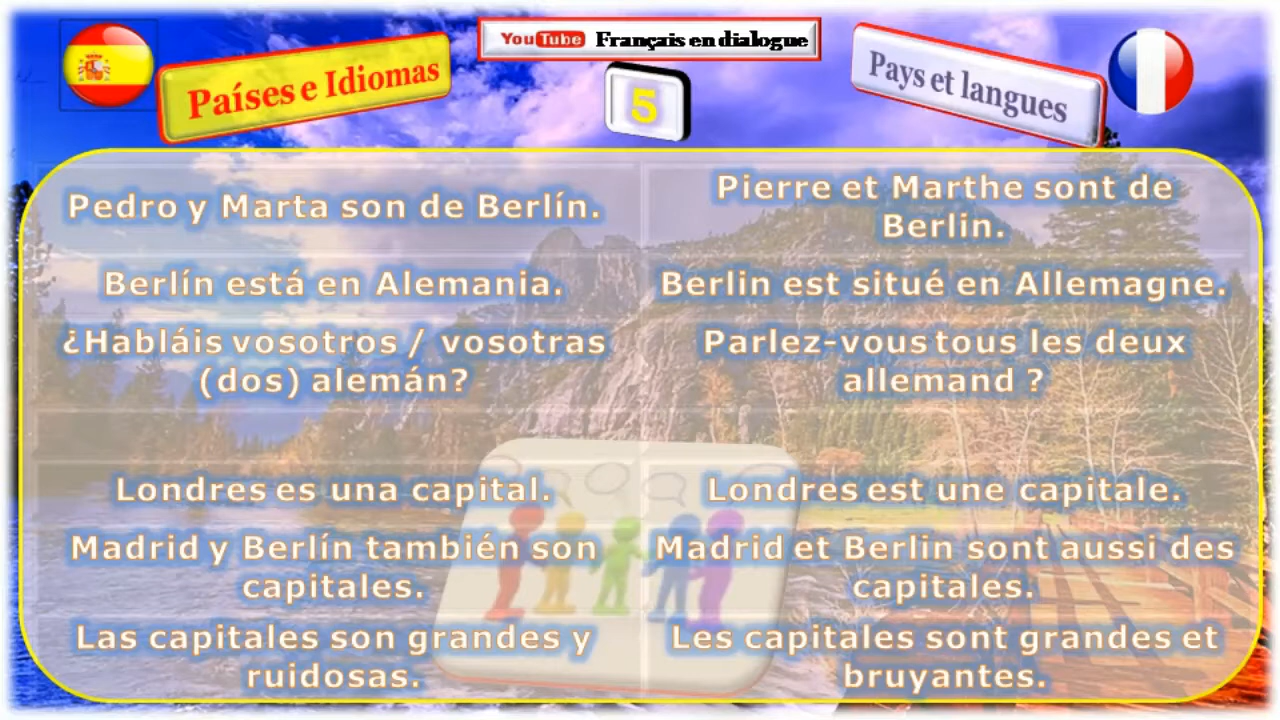 YouTube Français en dialogue
Países e Idiomas
5
Pays et langues
Pedro y Marta son de Berlín.
Pierre et Marthe sont de
Berlin.
Berlín está en Alemania.
Berlin est situé en Allemagne.
¿Habláis vosotros / vosotras
(dos) alemán?
Parlez-vous tous les deux
allemand ?
Londres es una capital.
Londres est une capitale.
Madrid y Berlín también son
capitales.
Madrid et Berlin sont aussi des
capitales.
Las capitales son grandes y
ruidosas.
Les capitales sont grandes et
bruyantes.